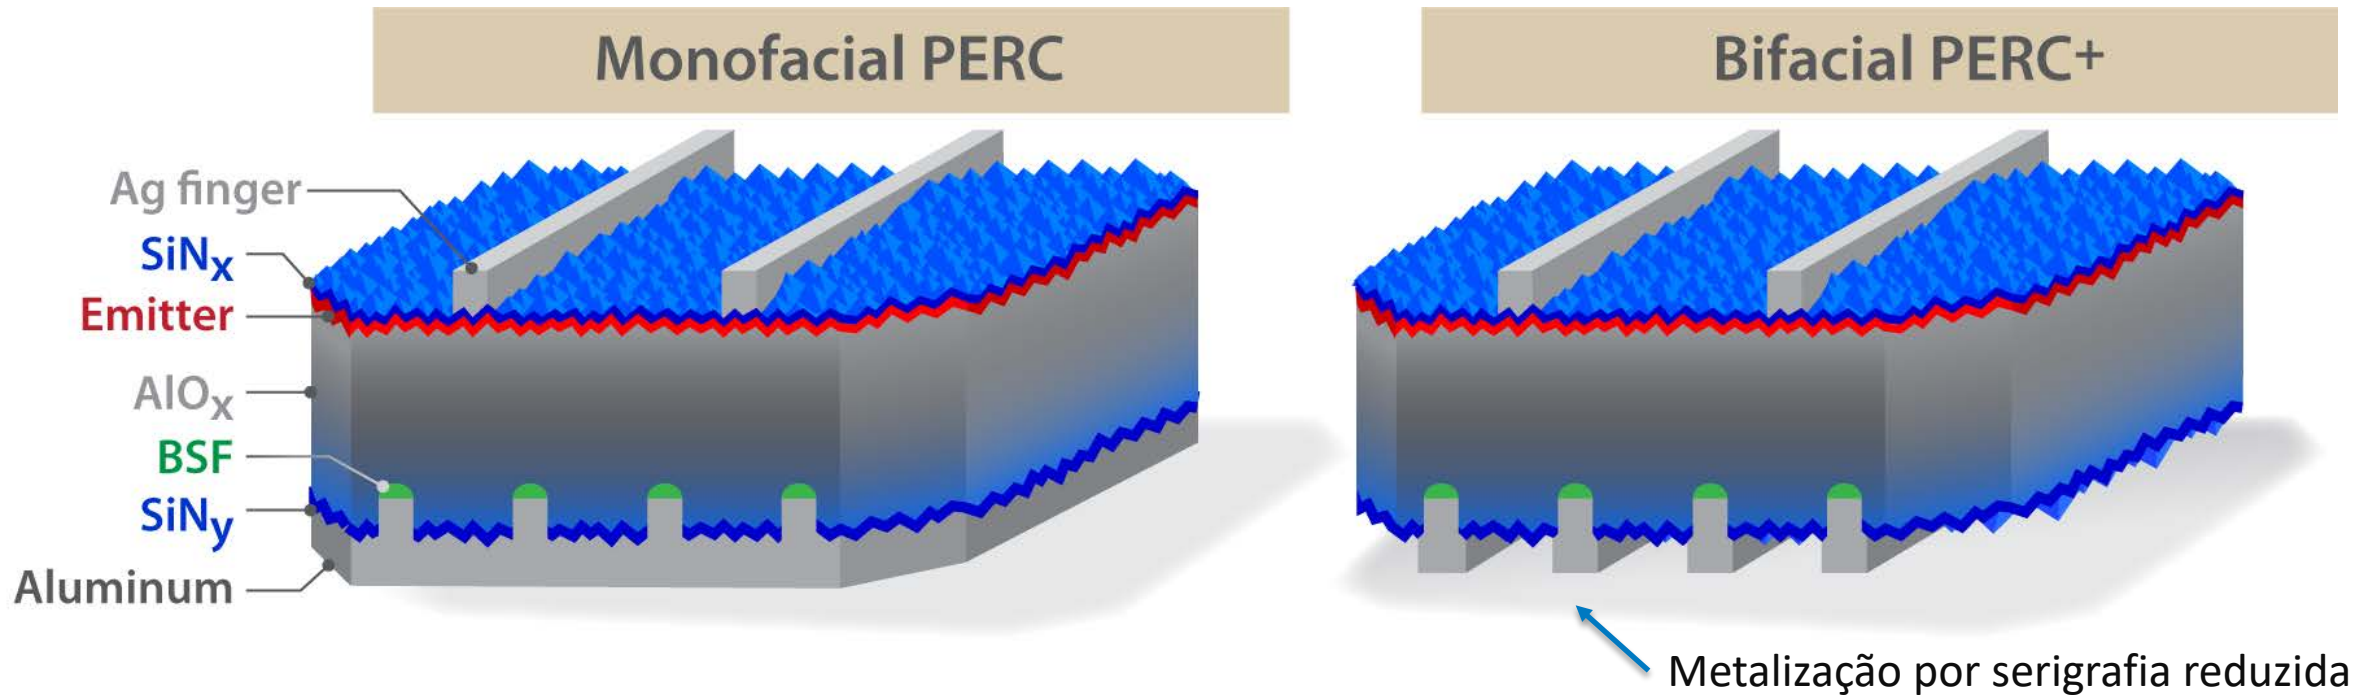 Monofacial PERC
Bifacial PERC+
Ag finger
SiNx
Emitter
AlOx
BSF
SiNy
Aluminum
Metalização por serigrafia reduzida